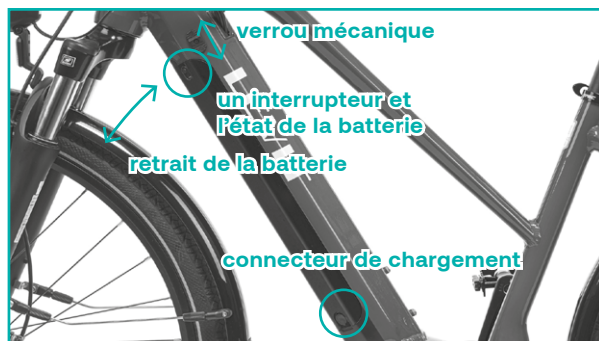 verrou mécanique
un interrupteur et
l'état de la batterie
retrait de la batterie
connecteur de chargement